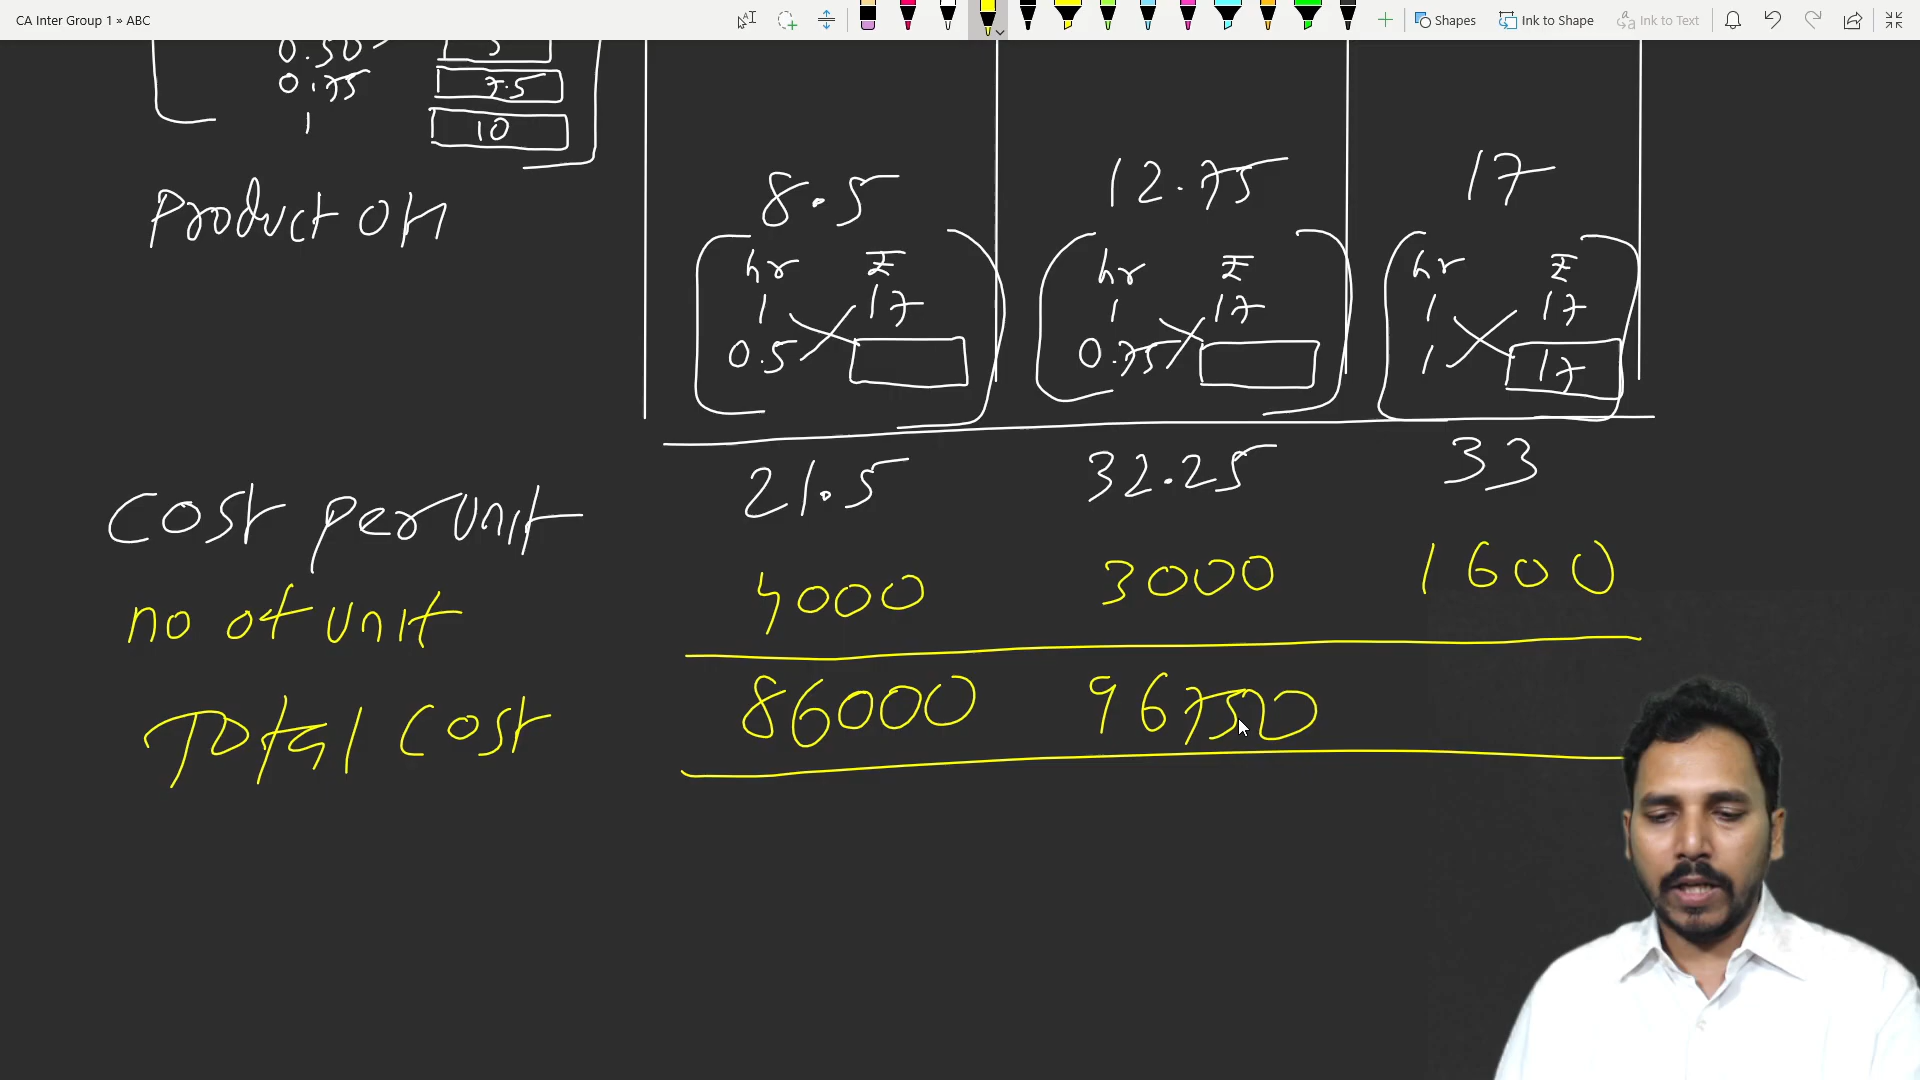 CA Inter Group 1 » ABC
Shapes Ink to Shape Ink to Text
0.50 5
0.75 7.5
1 10
8.5 12.75 17
Product OH
hr ₹ hr ₹ hr ₹
1 17 1 17 1 17
0.5 0.75 1 17
21.5 32.25 33
Cost per unit
4000 3000 1600
no of unit
86000 96750
Total Cost